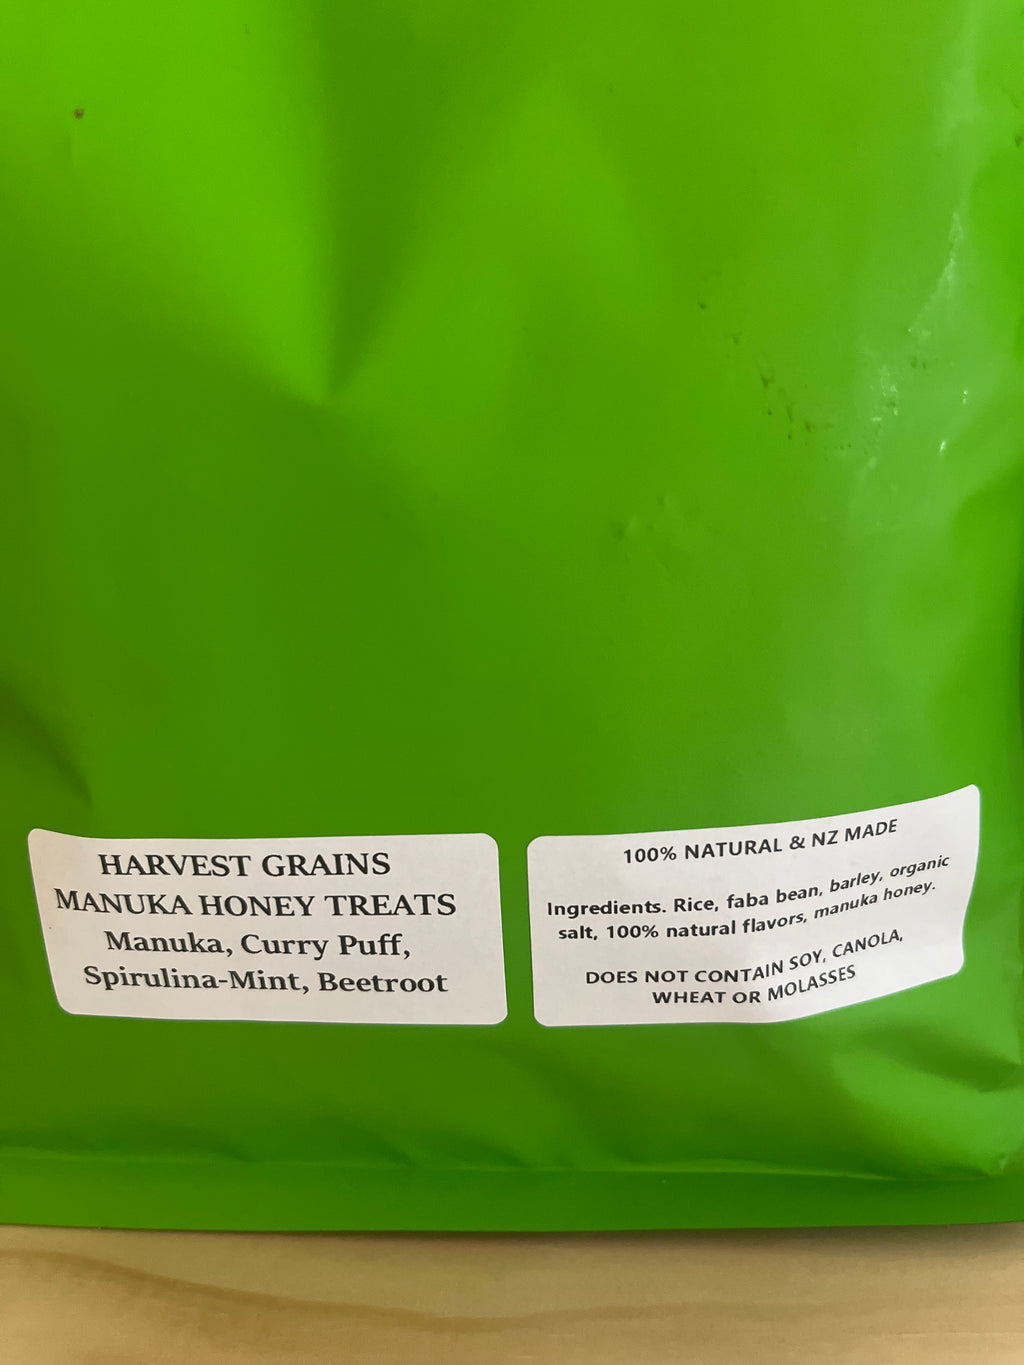 HARVEST GRAINS
MANUKA HONEY TREATS
Manuka, Curry Puff,
Spirulina-Mint, Beetroot
100% NATURAL & NZ MADE
Ingredients. Rice, faba bean, barley, organic
salt, 100% natural flavors, manuka honey.
DOES NOT CONTAIN SOY, CANOLA,
WHEAT OR MOLASSES